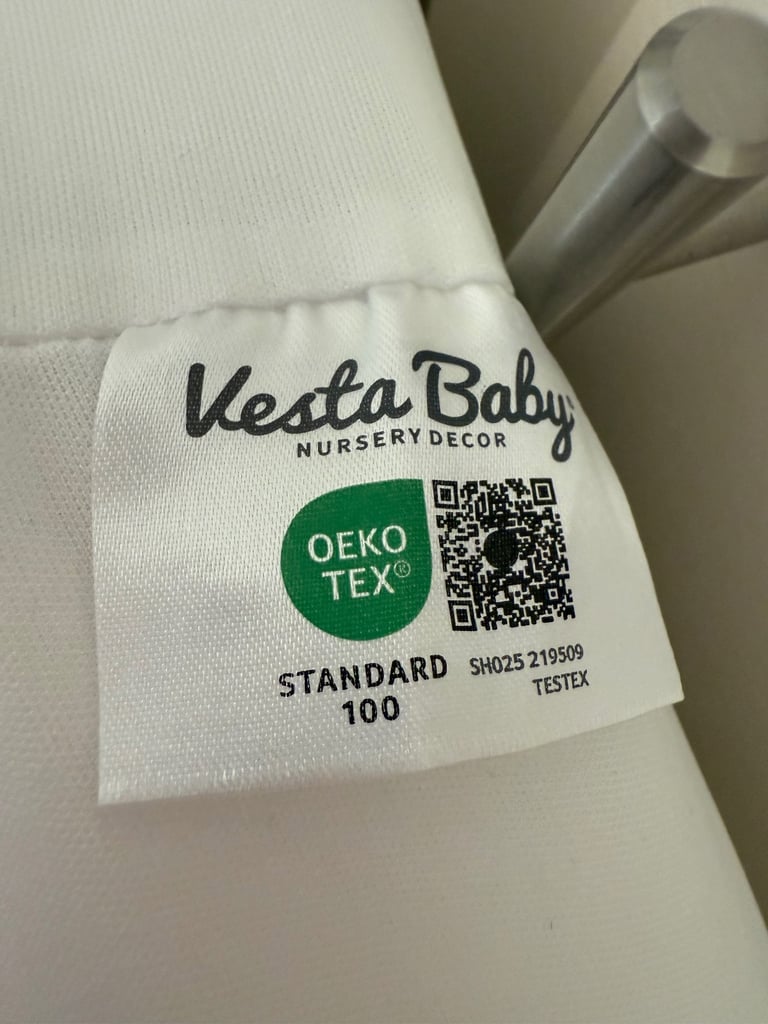 Vesta Baby
NURSERY DECOR
OEKO
TEX®
STANDARD
100
SH025 219509
TESTEX